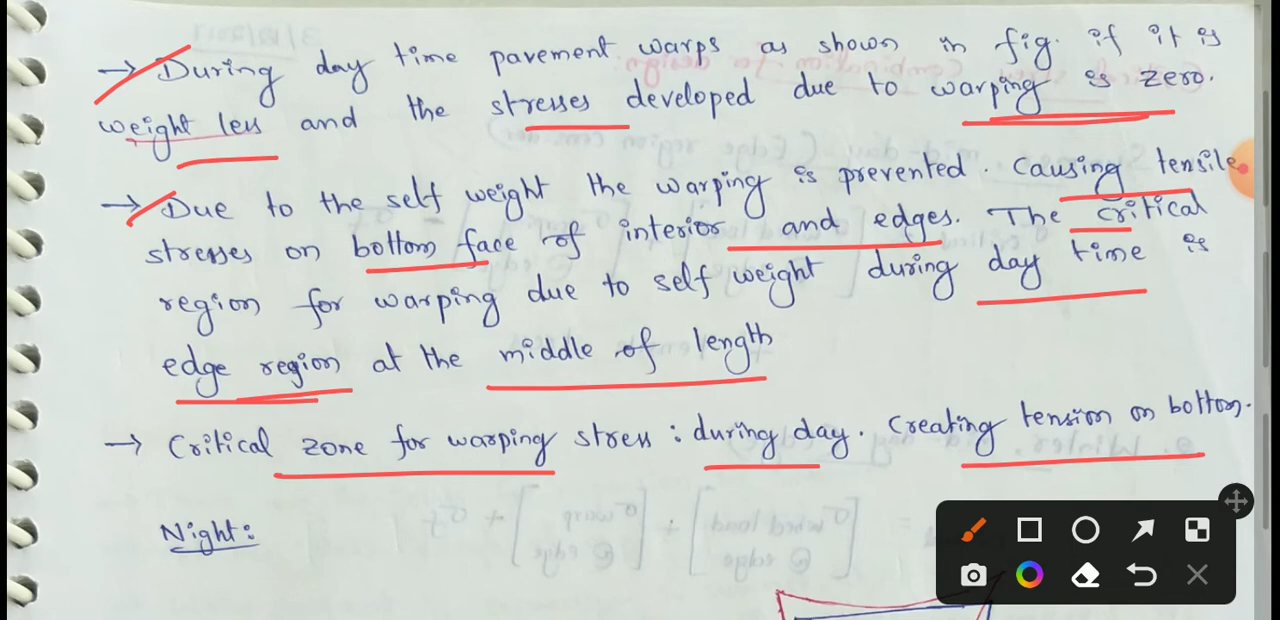 → During day time pavement warps as shown in fig. if it is
weight less and the stresses developed due to warping is zero.
→ Due to the self weight the warping is prevented. causing tensile
stresses on bottom face of interior and edges. The critical
region for warping due to self weight during day time is
edge region at the middle of length
→ Critical zone for warping stress : during day. Creating tension on bottom.
Night: